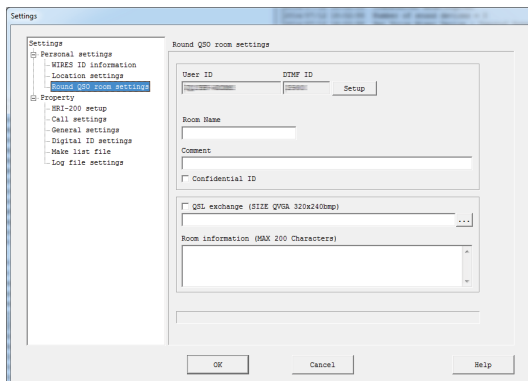 Settings
Settings
Personal settings
WIRES ID information
Location settings
Round QSO room settings
Property
HRI-200 setup
Call settings
General settings
Digital ID settings
Make list file
Log file settings
Round QSO room settings
User ID
DTMF ID
Setup
Room Name
Comment
Confidential ID
QSL exchange (SIZE QVGA 320x240bmp)
...
Room information (MAX 200 Characters)
OK
Cancel
Help